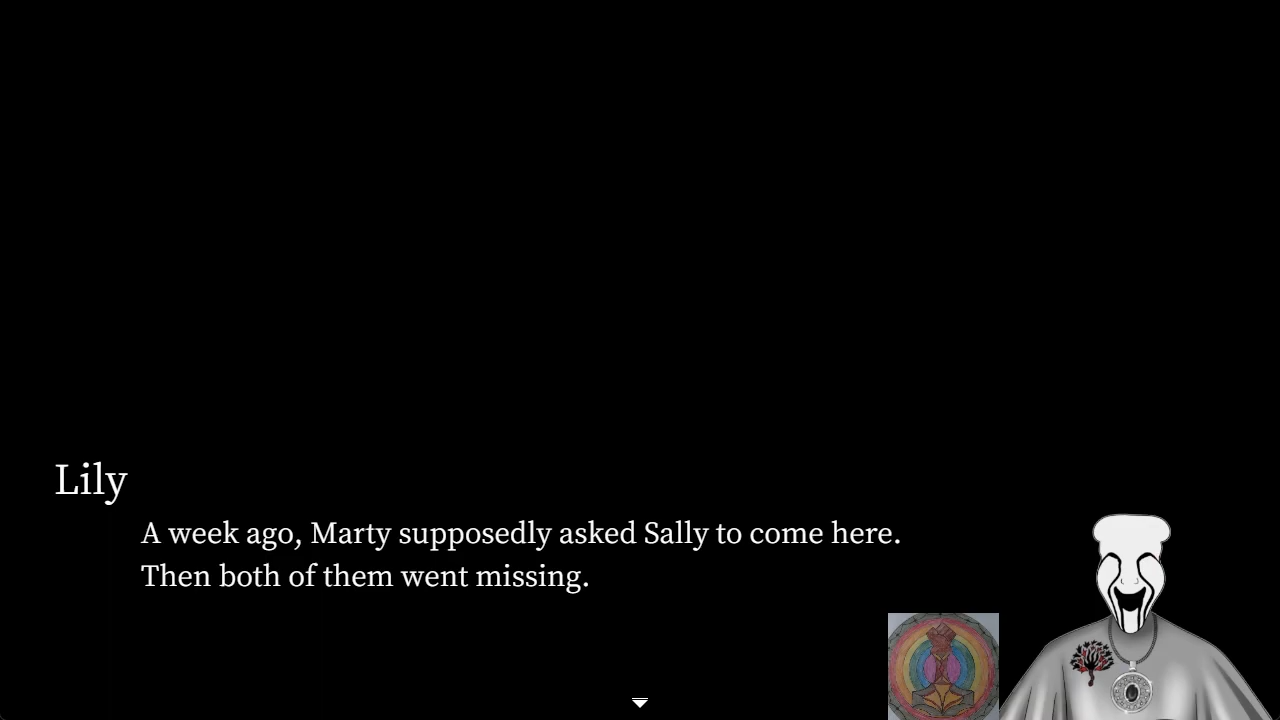 Lily
A week ago, Marty supposedly asked Sally to come here.
Then both of them went missing.